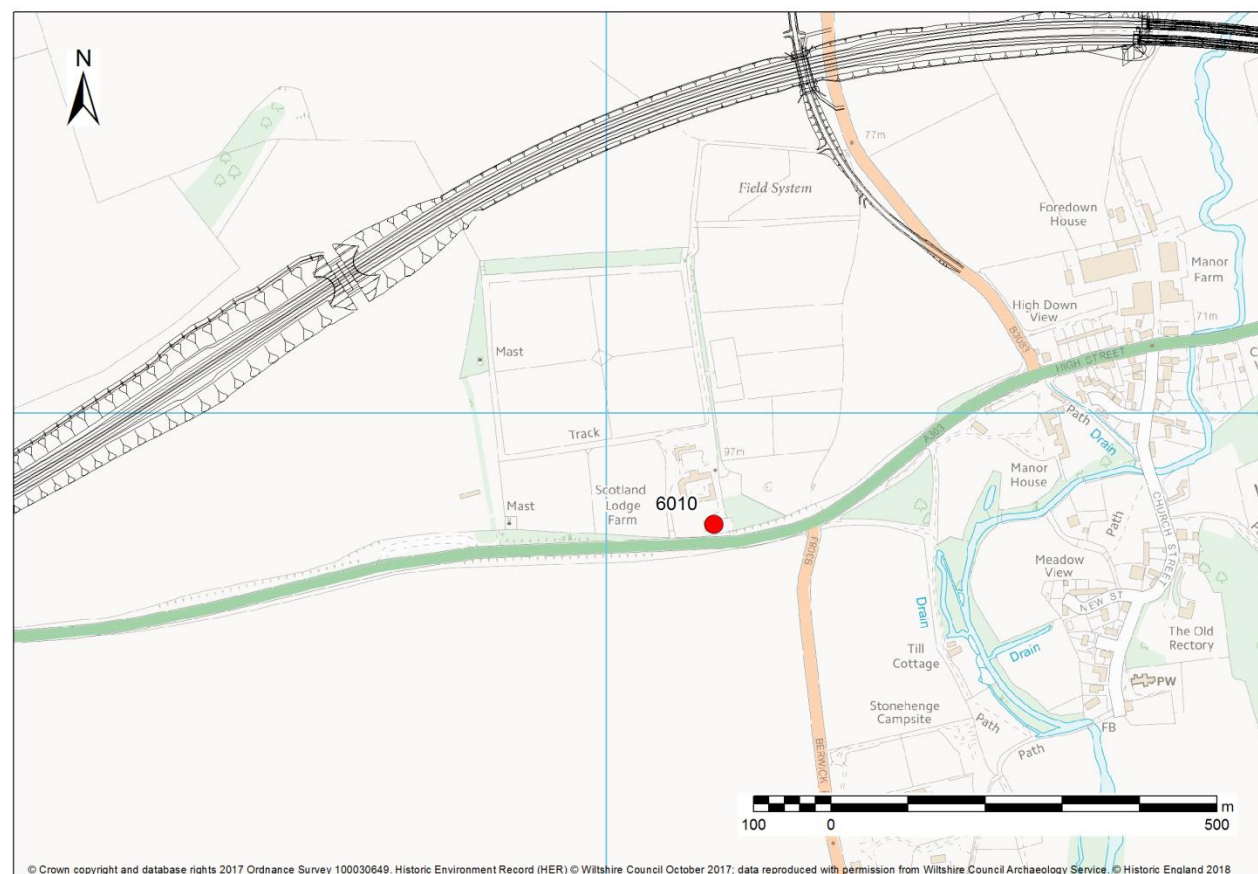 N
77m
Field System
Foredown
House
Manor
Farm
High Down
View
71m
B3083
HIGH STREET
Mast
Path
Drain
A303
Track
97m
Manor
House
Mast
Scotland
Lodge
Farm
6010
B3083
Path
CHURCH STREET
Meadow
View
NEW ST
Drain
Drain
The Old
Rectory
Till
Cottage
PW
Stonehenge
Campsite
Path
FB
Path
BERWICK
m
100 0 500
© Crown copyright and database rights 2017 Ordnance Survey 100030649. Historic Environment Record (HER) © Wiltshire Council October 2017; data reproduced with permission from Wiltshire Council Archaeology Service. © Historic England 2018